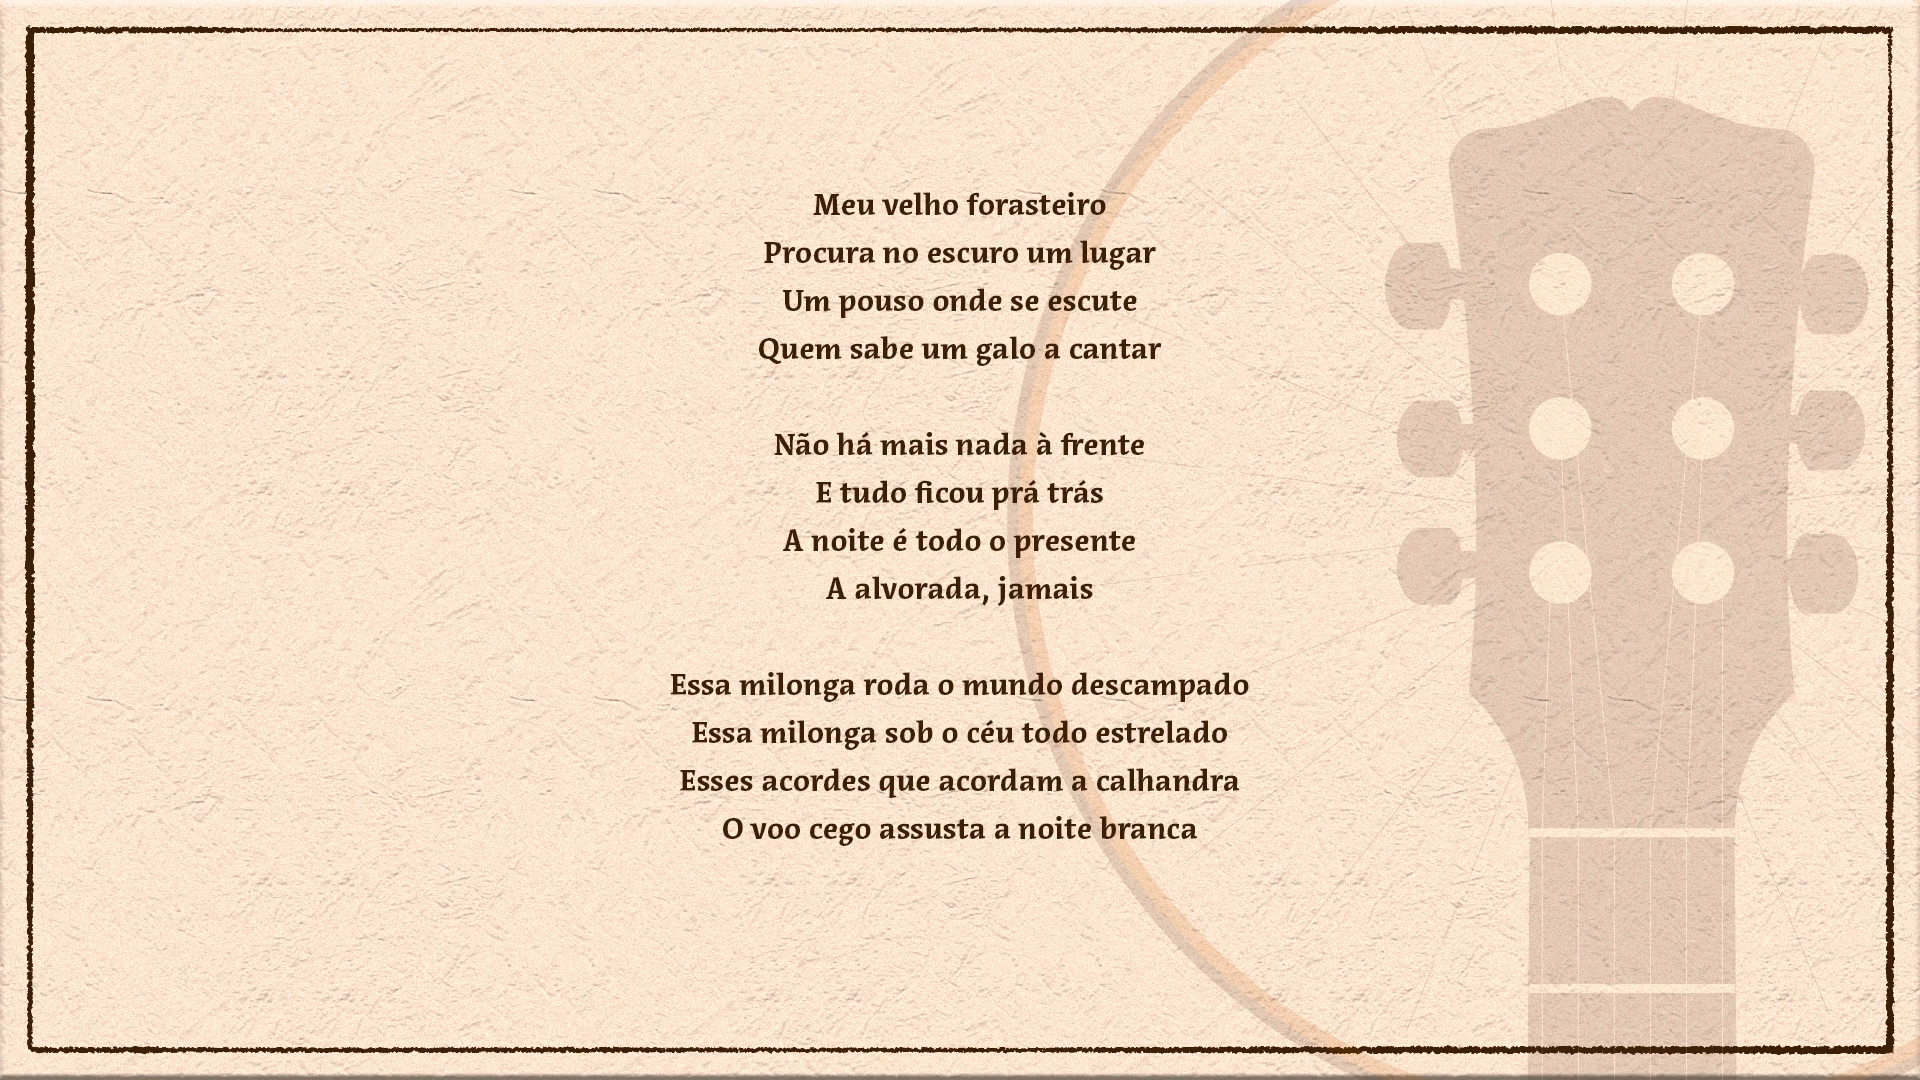 Meu velho forasteiro
Procura no escuro um lugar
Um pouso onde se escute
Quem sabe um galo a cantar
Não há mais nada à frente
E tudo ficou prá trás
A noite é todo o presente
A alvorada, jamais
Essa milonga roda o mundo descampado
Essa milonga sob o céu todo estrelado
Esses acordes que acordam a calhandra
O voo cego assusta a noite branca